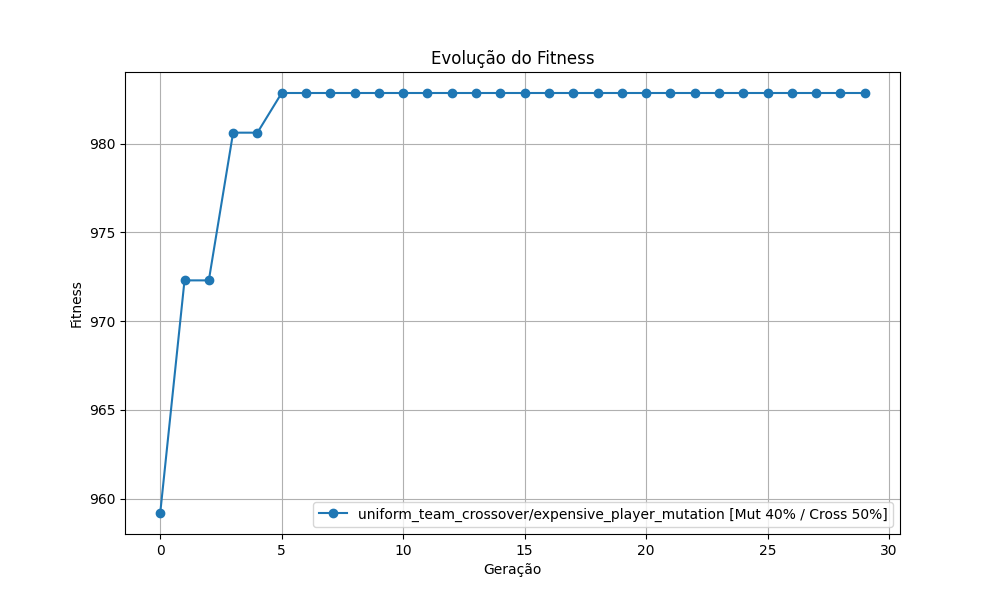 Evolução do Fitness
Fitness
980
975
970
965
960
uniform_team_crossover/expensive_player_mutation [Mut 40% / Cross 50%]
0 5 10 15 20 25 30
Geração